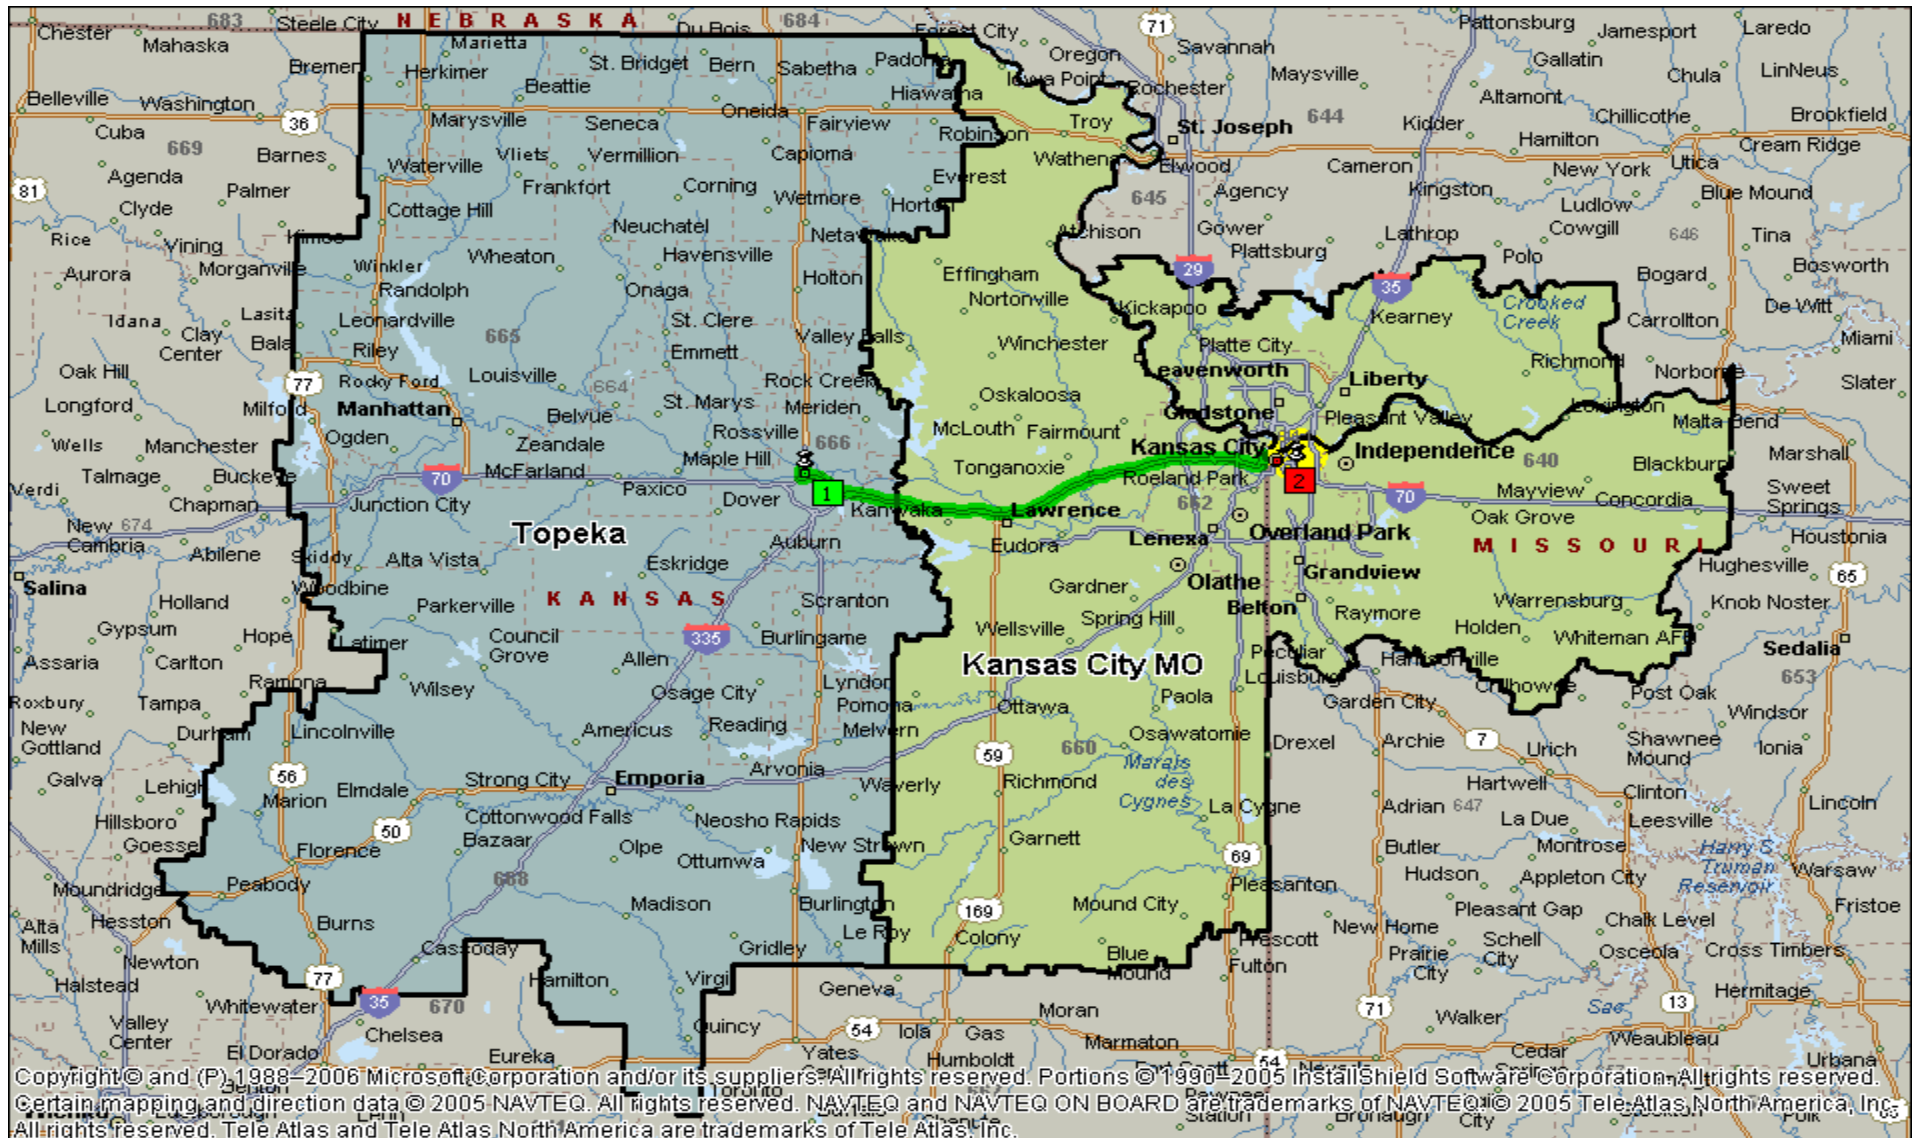 683
Steele City
N E B R A S K A
Du Bois
684
Forest City
71
Pattonsburg
Jamesport
Laredo
Chester
Mahaska
Marietta
Oregon
Savannah
Gallatin
Bremen
Herkimer
St. Bridget
Bern
Sabetha
Padonia
Iowa Point
Rochester
Maysville
Chula
LinNeus
Beattie
Hiawatha
Altamont
Belleville
Washington
Oneida
Fairview
Troy
St. Joseph
644
Kidder
Chillicothe
Brookfield
Cuba
36
Marysville
Seneca
Robinson
Hamilton
Cream Ridge
669
Barnes
Waterville
Vliets
Vermillion
Capioma
Wathena
Elwood
Cameron
New York
Utica
81
Agenda
Palmer
Frankfort
Corning
Wetmore
Everest
645
Agency
Kingston
Ludlow
Blue Mound
Clyde
Cottage Hill
Neuchatel
Netawaka
Horton
Atchison
Gower
Lathrop
Cowgill
646
Tina
Rice
Vining
Kimeo
Wheaton
Havensville
Plattsburg
Polo
Aurora
Morganville
Winkler
Holton
Effingham
29
35
Bogard
Bosworth
Randolph
Onaga
Nortonville
Kickapoo
Kearney
Crooked
Creek
De Witt
Idana
Lasita
Leonardville
665
St. Clere
Valley Falls
Winchester
Platte City
Carrollton
Miami
Clay
Center
Bala
Riley
Emmett
Richmond
Oak Hill
77
Rocky Ford
Louisville
664
Rock Creek
Oskaloosa
eavenworth
Liberty
Norborne
Slater
Longford
Milford
Manhattan
Belvue
St. Marys
Meriden
Gladstone
Pleasant Valley
Lexington
Malta Bend
Wells
Manchester
Ogden
Zeandale
Rossville
666
McLouth
Fairmount
Kansas City
Independence
640
Marshall
Talmage
Buckeye
70
McFarland
Maple Hill
Tonganoxie
Roeland Park
2
70
Blackburn
Verdi
Chapman
Junction City
Paxico
Dover
1
Kanwaka
Lawrence
662
Mayview
Concordia
Sweet
Springs
New
Cambria
674
Abilene
Topeka
Auburn
Eudora
Lenexa
Overland Park
Oak Grove
M I S S O U R I
Houstonia
Skiddy
Alta Vista
Eskridge
Gardner
Olathe
Grandview
Hughesville
65
Salina
Holland
Woodbine
Parkerville
K A N S A S
Scranton
Spring Hill
Belton
Raymore
Warrensburg
Knob Noster
Gypsum
Hope
Latimer
Council
Grove
335
Burlingame
Wellsville
Holden
Whiteman AFB
Sedalia
Assaria
Carlton
Allen
Kansas City MO
Peculiar
Harrisonville
653
Ramona
Wilsey
Osage City
Lyndon
Paola
Louisburg
Chilhowee
Post Oak
Roxbury
Tampa
Pomona
Ottawa
Garden City
Windsor
New
Gottland
Durham
Lincolnville
Americus
Reading
Melvern
660
Osawatomie
Drexel
Archie
7
Urich
Shawnee
Mound
Ionia
Galva
Lehigh
56
Marion
Elmdale
Strong City
Emporia
Arvonia
Waverly
59
Richmond
Marais
des
Cygnes
Hartwell
Clinton
Lincoln
Hillsboro
Cottonwood Falls
Neosho Rapids
La Cygne
Adrian
647
La Due
Leesville
Goessel
50
Florence
Bazaar
Olpe
Ottumwa
New Strawn
Garnett
69
Butler
Montrose
Harry S
Truman
Reservoir
Warsaw
Moundridge
Peabody
688
Madison
Burlington
169
Mound City
Pleasanton
Hudson
Appleton City
Fristoe
Hesston
Alta
Mills
Burns
Cassoday
Gridley
Le Roy
Colony
Blue
Mound
Prescott
New Home
Pleasant Gap
Chalk Level
Newton
77
Hamilton
Virgil
Fulton
Prairie
City
Schell
City
Osceola
Cross Timbers
Halstead
Whitewater
35
670
Geneva
Moran
71
Sac
13
Hermitage
Valley
Center
Chelsea
Quincy
54
Iola
Gas
Marmaton
Walker
Weaubleau
El Dorado
Eureka
Yates
Humboldt
54
Cedar
Urbana
Copyright © and (P) 1988–2006 Microsoft Corporation and/or its suppliers. All rights reserved. Portions © 1990–2005 InstallShield Software Corporation. All rights reserved.
Certain mapping and direction data © 2005 NAVTEQ. All rights reserved. NAVTEQ and NAVTEQ ON BOARD are trademarks of NAVTEQ. © 2005 Tele Atlas North America, Inc.
All rights reserved. Tele Atlas and Tele Atlas North America are trademarks of Tele Atlas, Inc.